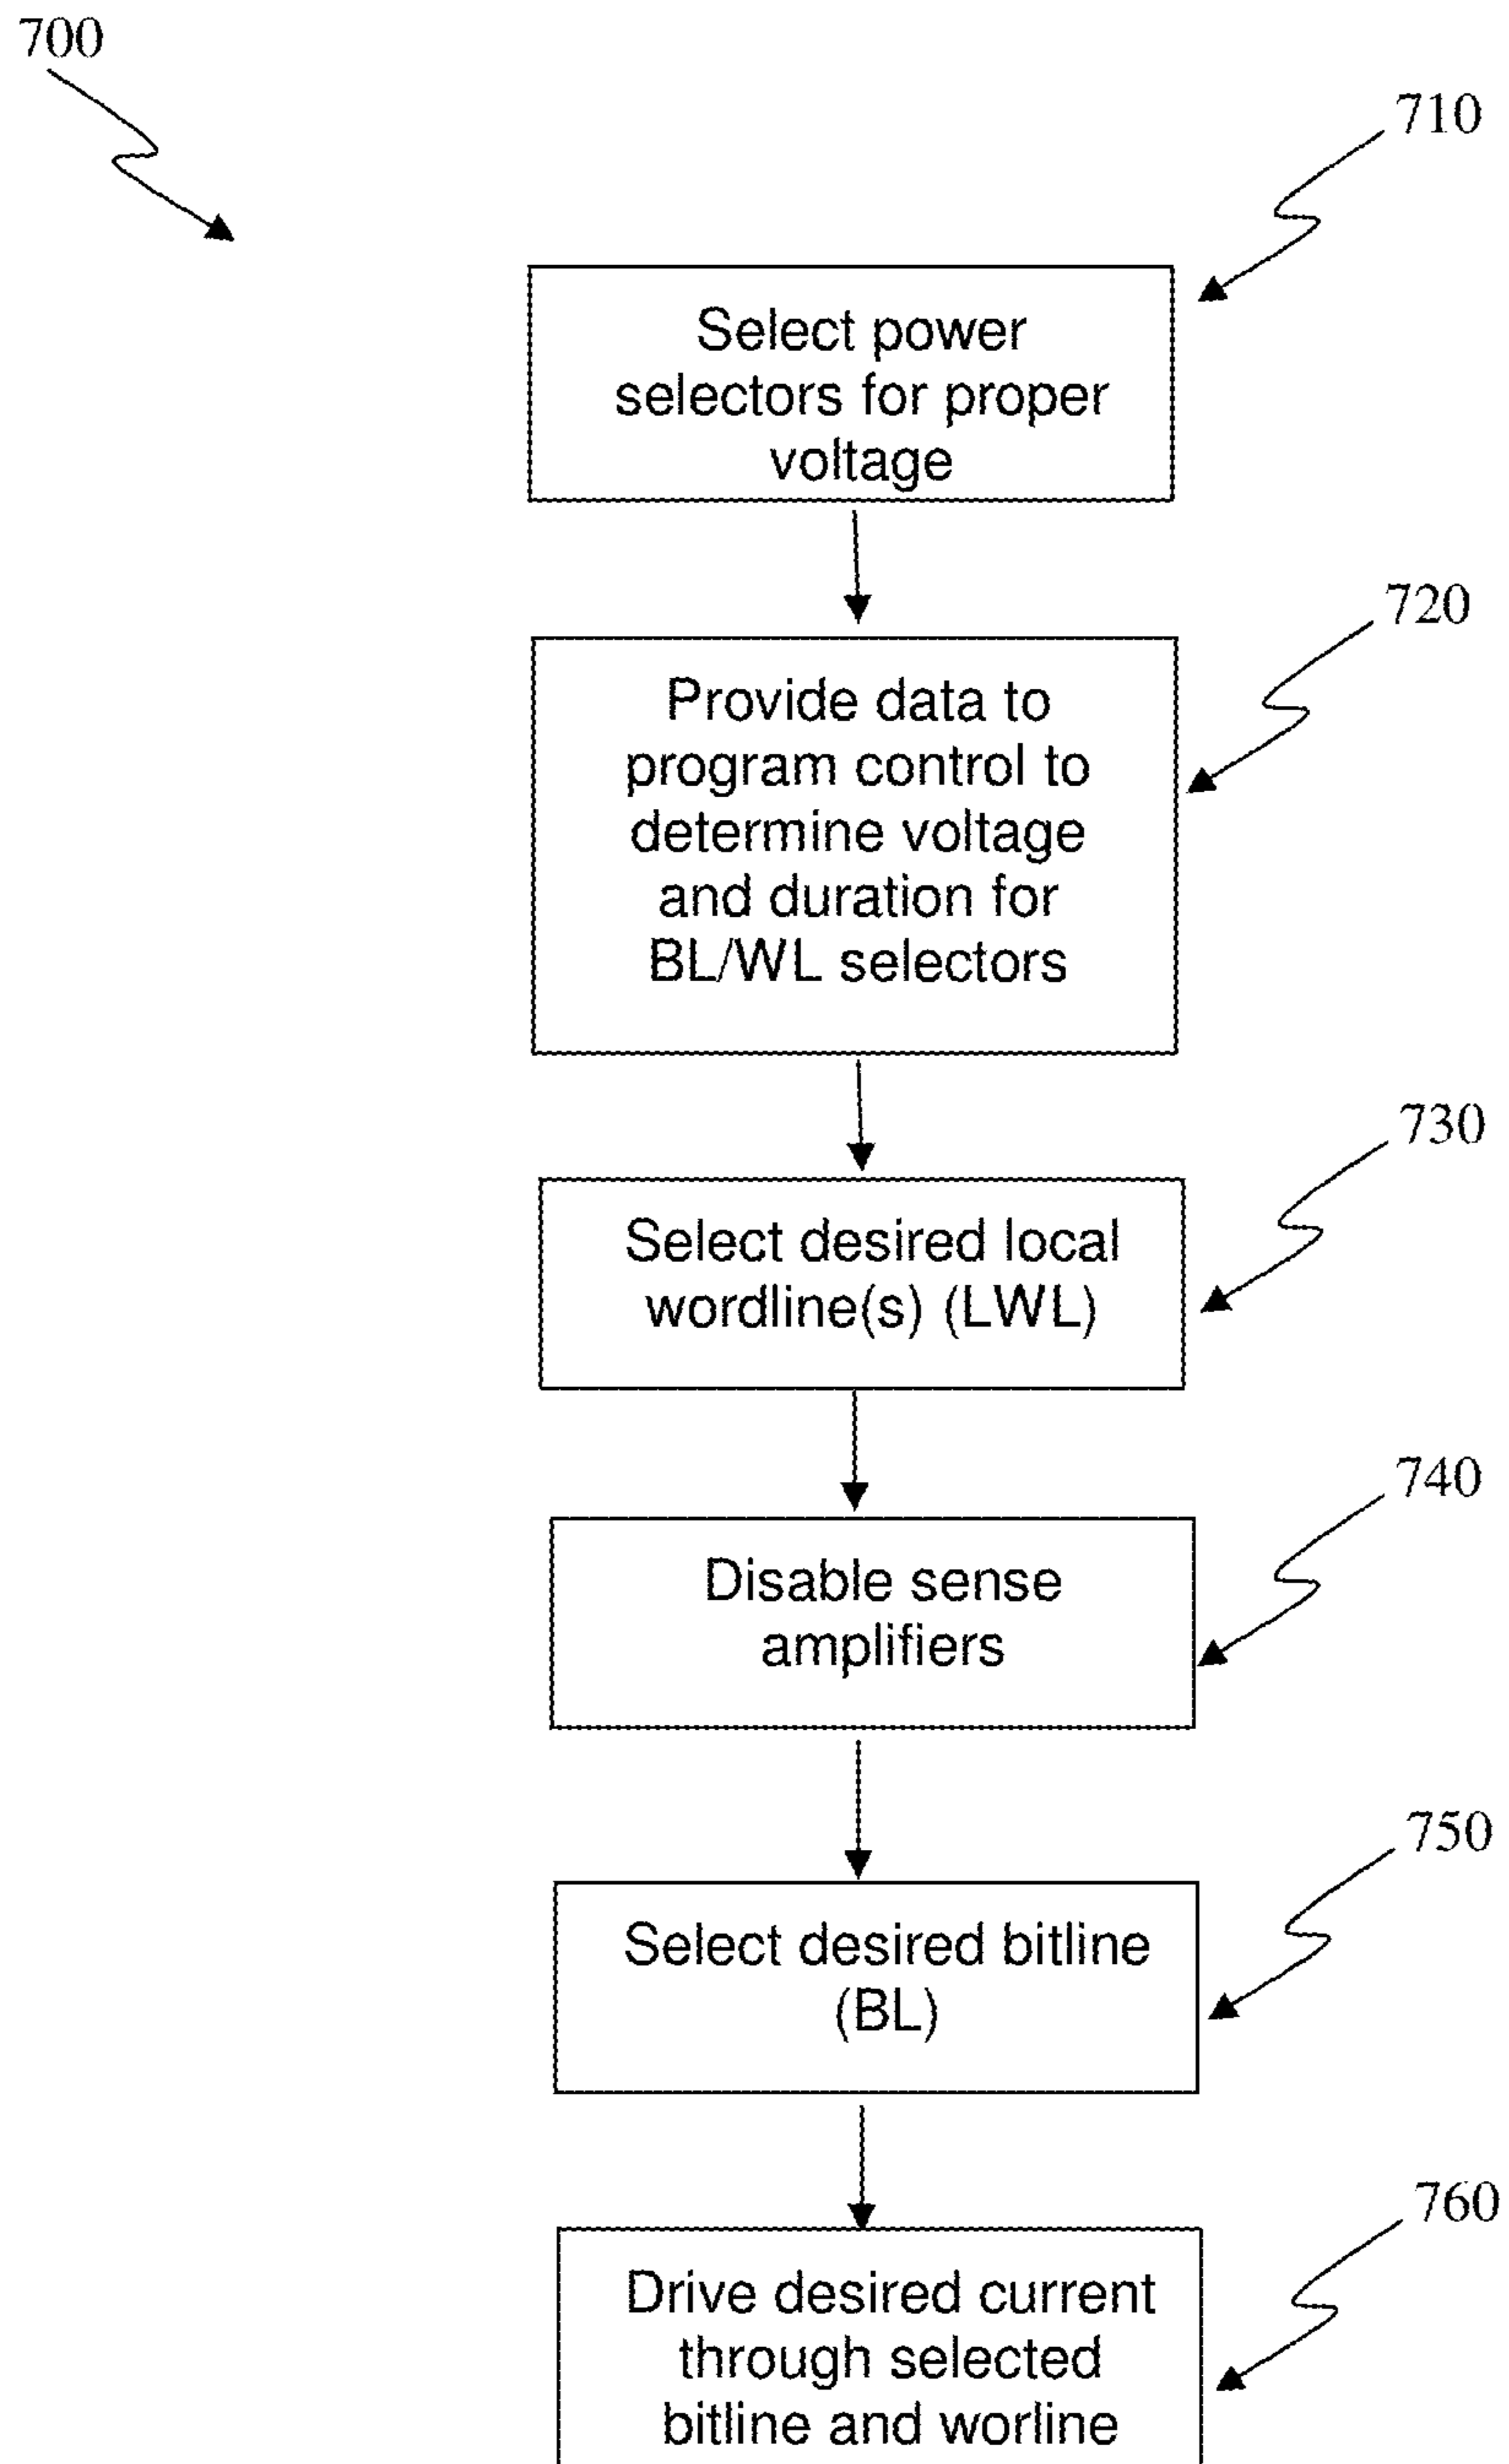 700
710
Select power
selectors for proper
voltage
720
Provide data to
program control to
determine voltage
and duration for
BL/WL selectors
730
Select desired local
wordline(s) (LWL)
740
Disable sense
amplifiers
750
Select desired bitline
(BL)
760
Drive desired current
through selected
bitline and worline